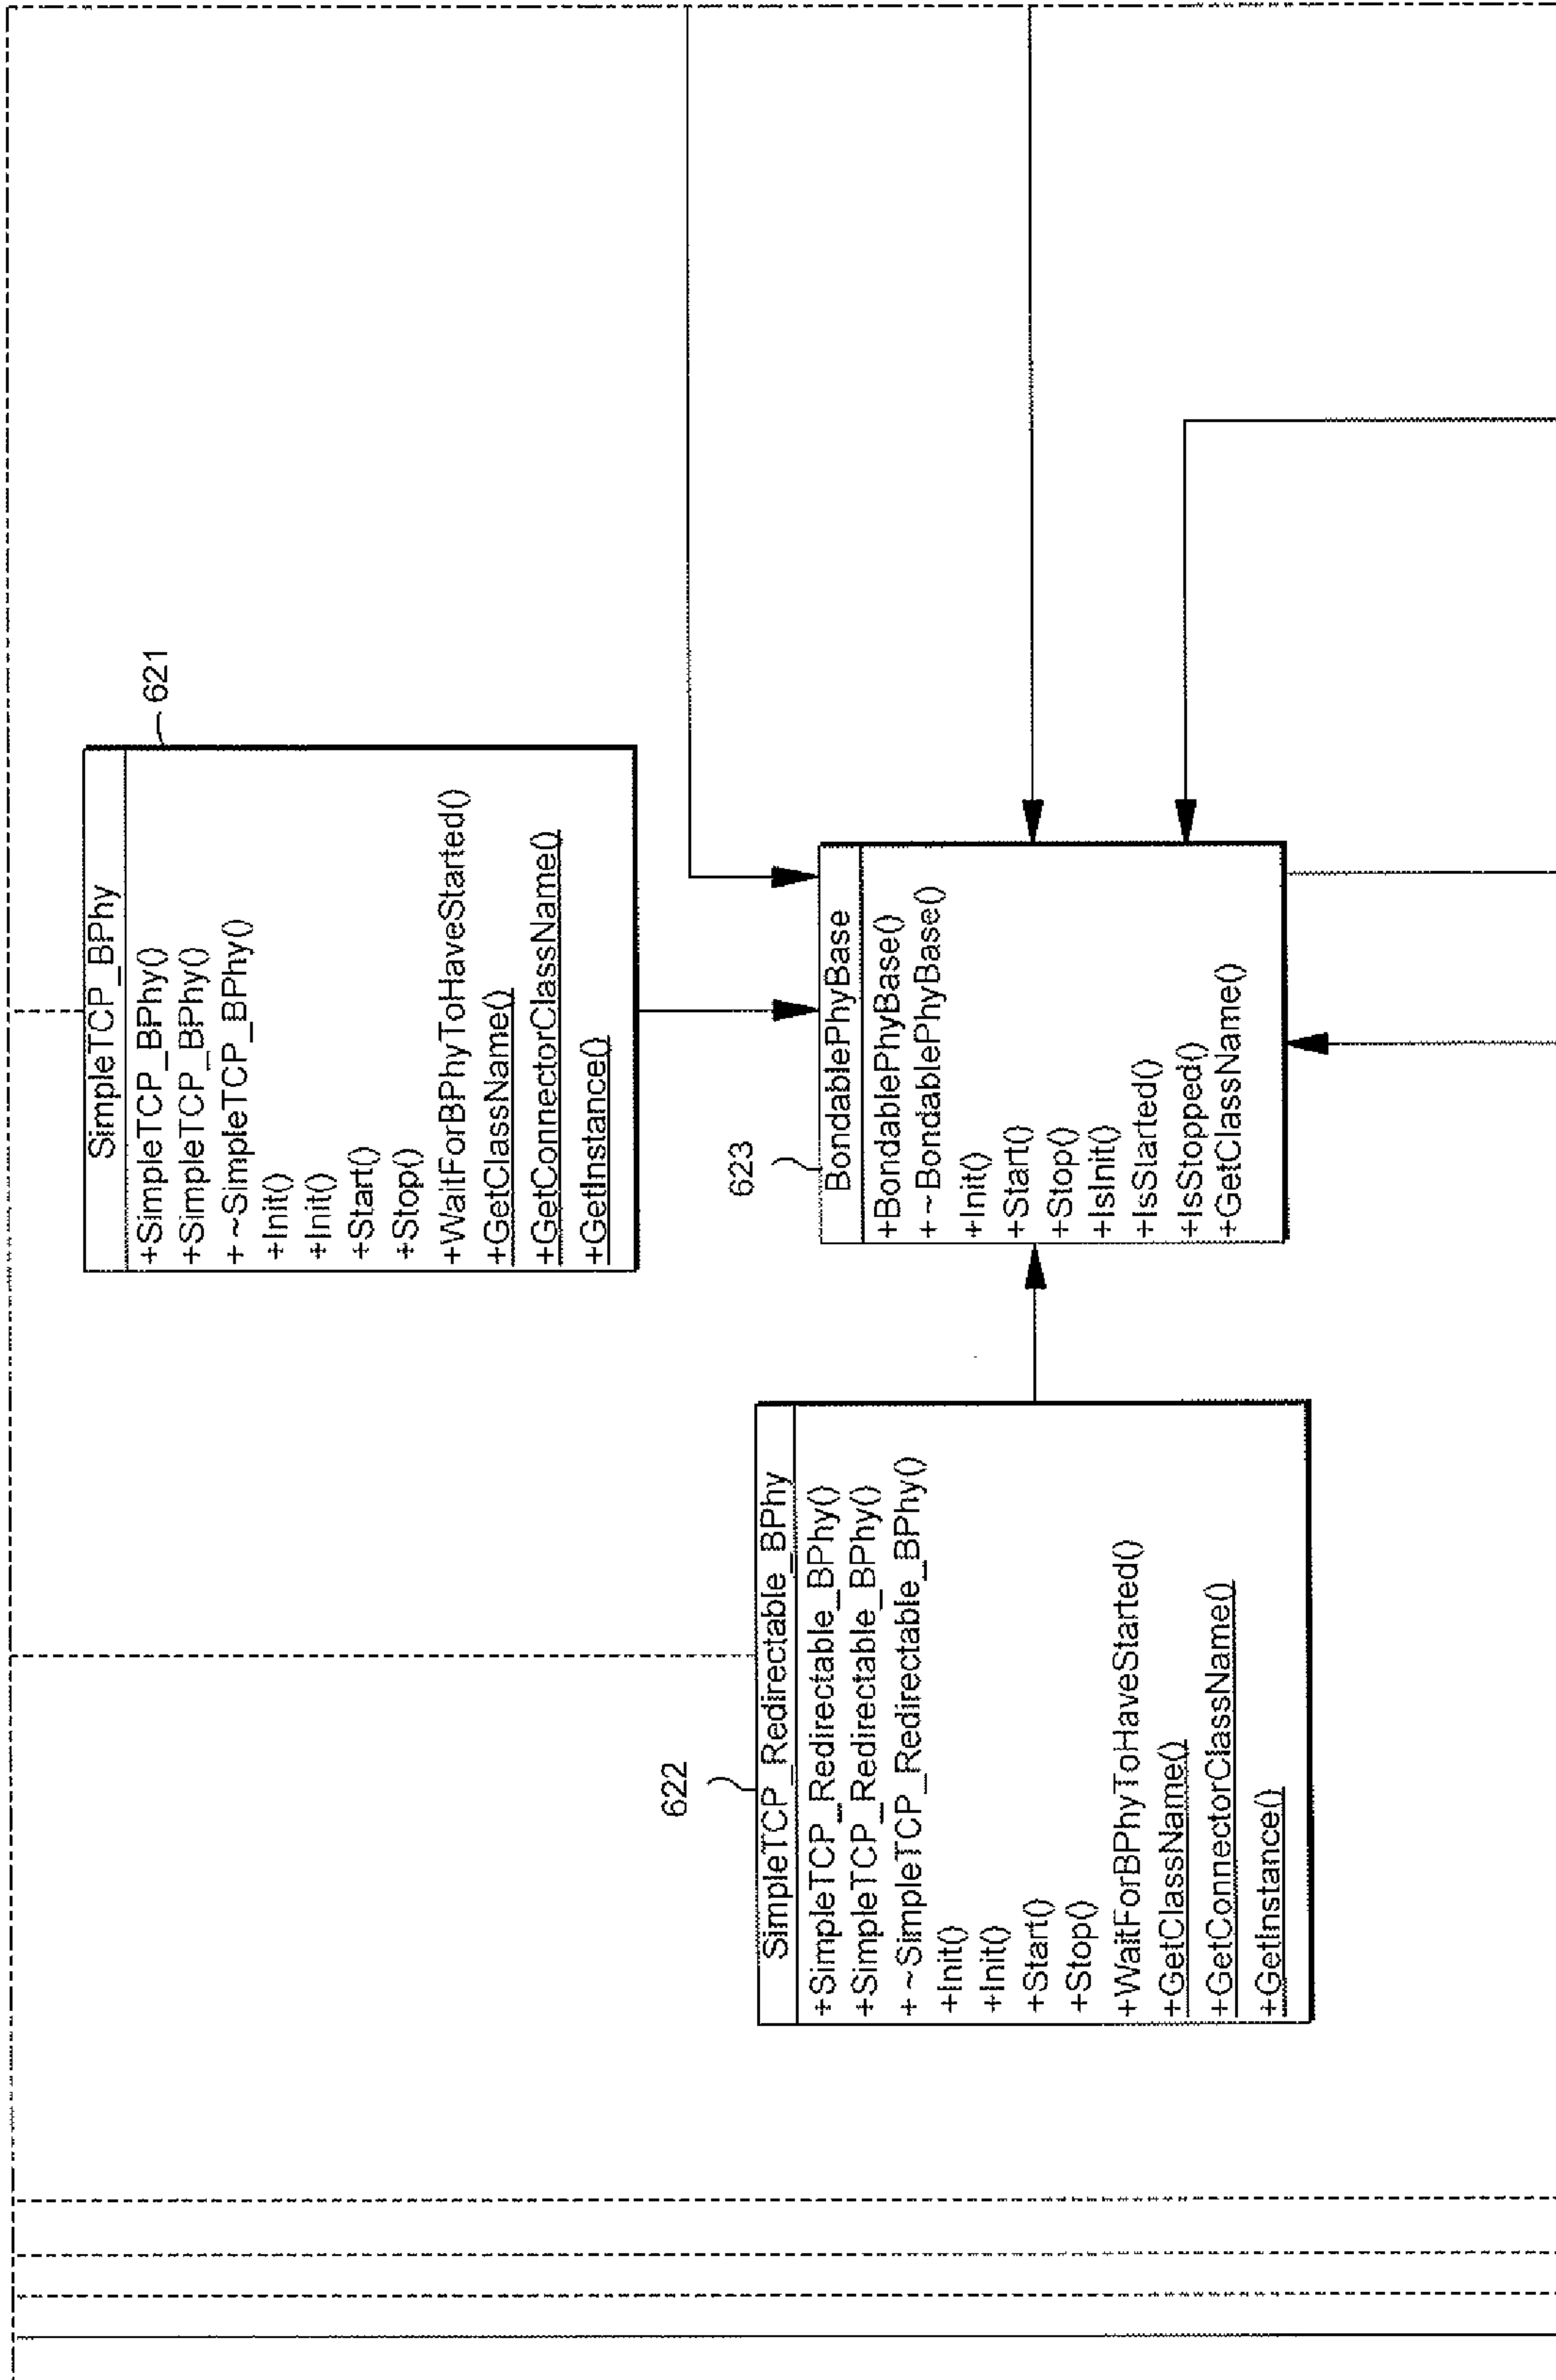 621
SimpleTCP_BPhy
+SimpleTCP_BPhy()
+SimpleTCP_BPhy()
+~SimpleTCP_BPhy()
+Init()
+Init()
+Start()
+Stop()
+WaitForBPhyToHaveStarted()
+GetClassName()
+GetConnectorClassName()
+GetInstance()
622
SimpleTCP_Redirectable_BPhy
+SimpleTCP_Redirectable_BPhy()
+SimpleTCP_Redirectable_BPhy()
+~SimpleTCP_Redirectable_BPhy()
+Init()
+Init()
+Start()
+Stop()
+WaitForBPhyToHaveStarted()
+GetClassName()
+GetConnectorClassName()
+GetInstance()
623
BondablePhyBase
+BondablePhyBase()
+~BondablePhyBase()
+Init()
+Start()
+Stop()
+IsInit()
+IsStarted()
+IsStopped()
+GetClassName()